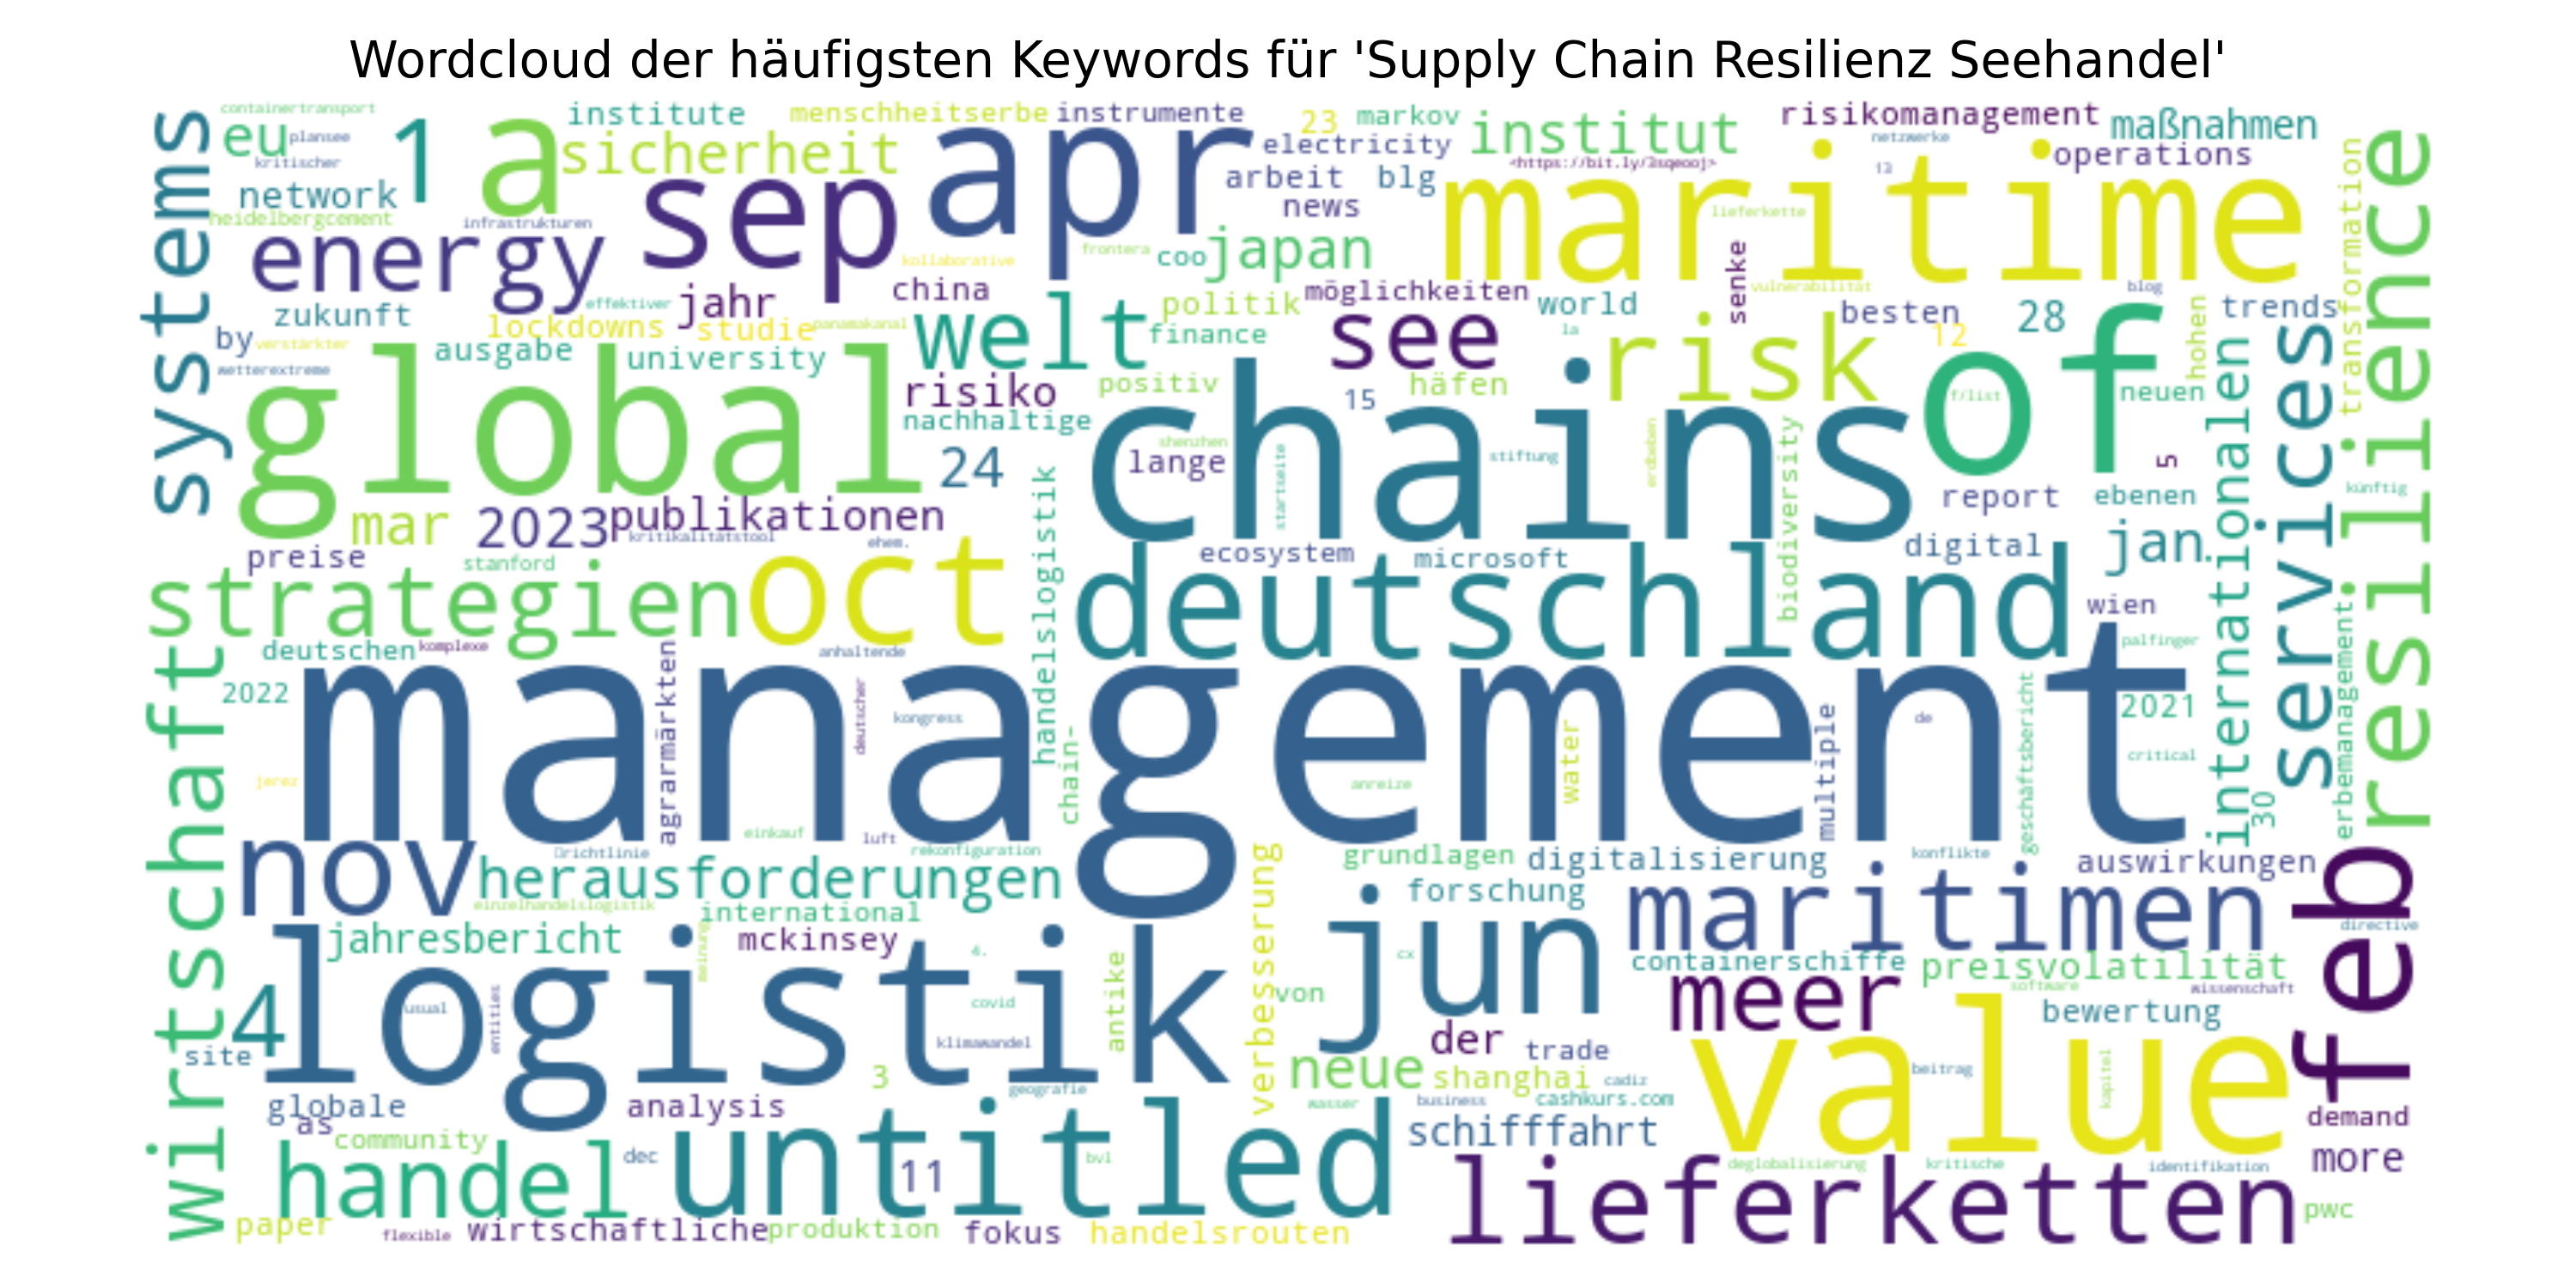 Wordcloud der häufigsten Keywords für 'Supply Chain Resilienz Seehandel'
containertransport
institute
menschheitserbe
instrumente
23
markov
institut
risikomanagement
maßnahmen
eu
plansee
1
a
sicherheit
apr
electricity
netzwerke
operations
kritischer
<https://bit.ly/3sqeooj>
13
network
sep
arbeit
blg
maritime
heidelbergcement
infrastrukturen
news
lieferkette
transformation
systems
energy
kollaborative
frontera
coo
japan
senke
resilience
zukunft
effektiver
jahr
china
politik
möglichkeiten
world
vulnerabilität
blog
by
verstärkter
lockdowns
studie
panamakanal
welt
finance
see
la
risk
besten
12
28
of
hohen
trends
wetterextreme
ausgabe
university
risiko
positiv
15
häfen
f/list
neuen
global
nachhaltige
24
shenzhen
lange
startseite
chains
stiftung
erdbeben
biodiversity
5
report
ebenen
künftig
internationalen
services
mar
2023
publikationen
kritikalitätstool
ehem.
handelslogistik
ecosystem
microsoft
digital
jan.
preise
stanford
strategien
oct
deutschland
wien
deutschen
komplexe
anhaltende
palfinger
erbemanagement
2022
agrarmärkten
deutscher
kongress
management
chain-
water
multiple
de
geschäftsbericht
2021
critical
wirtschaft
jerez
einkauf
luft
anreize
30
nov
richtlinie
rekonfiguration
herausforderungen
verbesserung
grundlagen
digitalisierung
konflikte
auswirkungen
feb
einzelhandelslogistik
international
forschung
maritimen
directive
jahresbericht
meinung
mckinsey
6.
jun
cx
containerschiffe
preisvolatilität
4
logistik
usual
entities
covid
antike
von
meer
software
wissenschaft
bewertung
site
klimawandel
der
trade
value
3
geografie
neue
shanghai
cadiz
beitrag
kapitel
globale
as
analysis
wasser
business
cashkurs.com
demand
community
handel
dec
untitled
11
bvl
schifffahrt
deglobalisierung
kritische
identifikation
more
lieferketten
paper
flexible
wirtschaftliche
produktion
fokus
handelsrouten
pwc